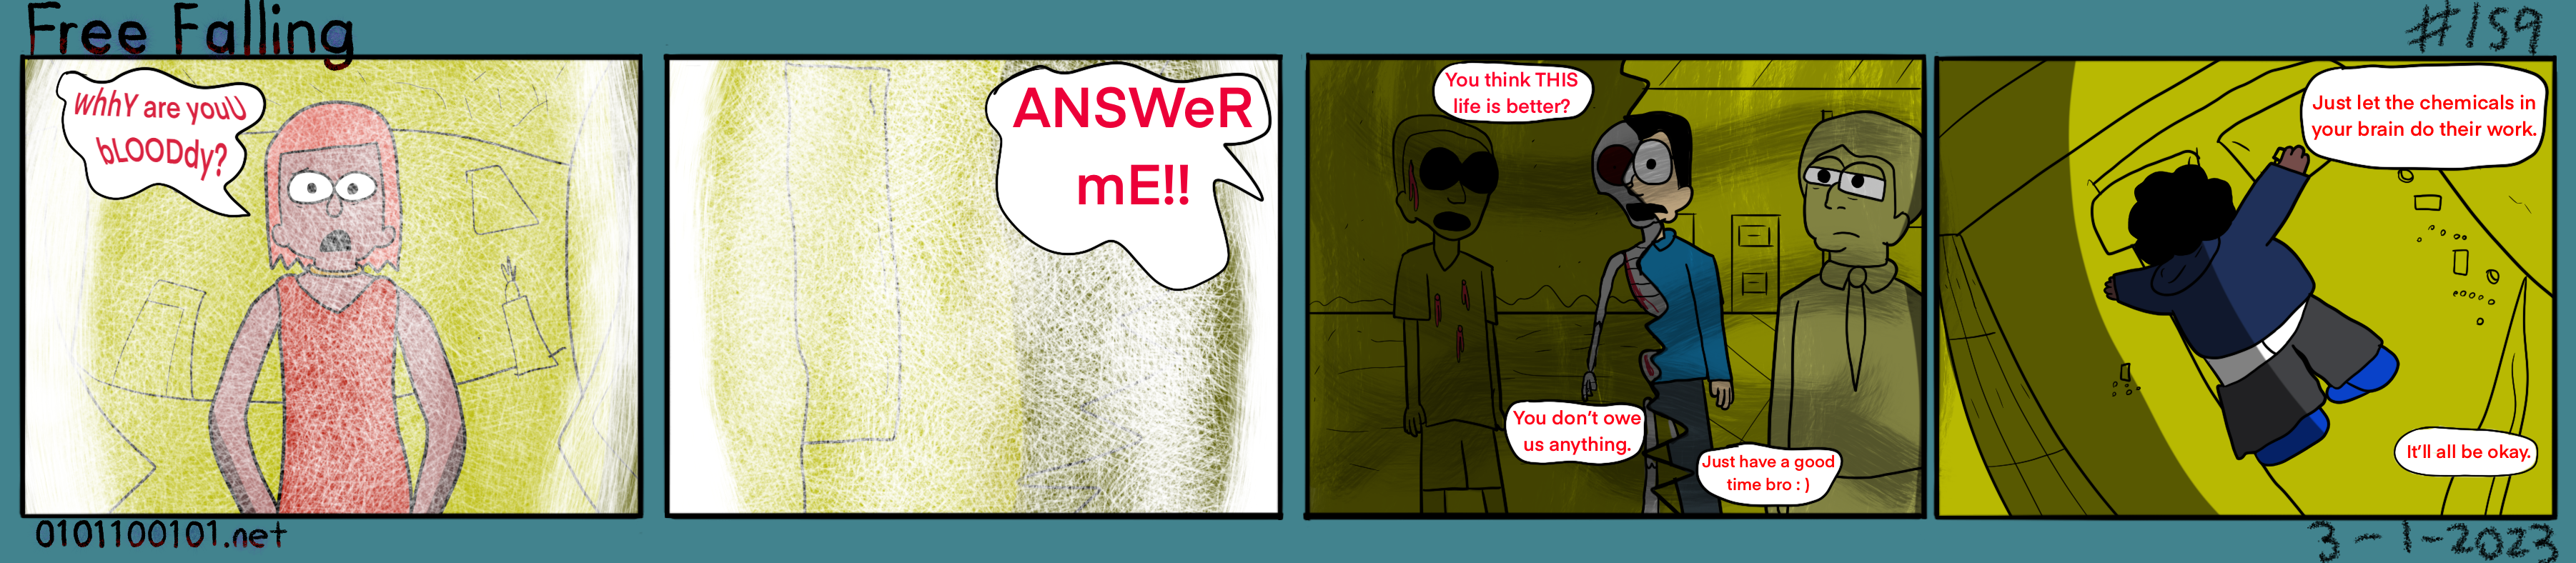 Free Falling
#159
whhY are youU
bLOODdy?
ANSWeR
mE!!
You think THIS
life is better?
You don't owe
us anything.
Just have a good
time bro : )
Just let the chemicals in
your brain do their work.
It'll all be okay.
0101100101.net
3-1-2023